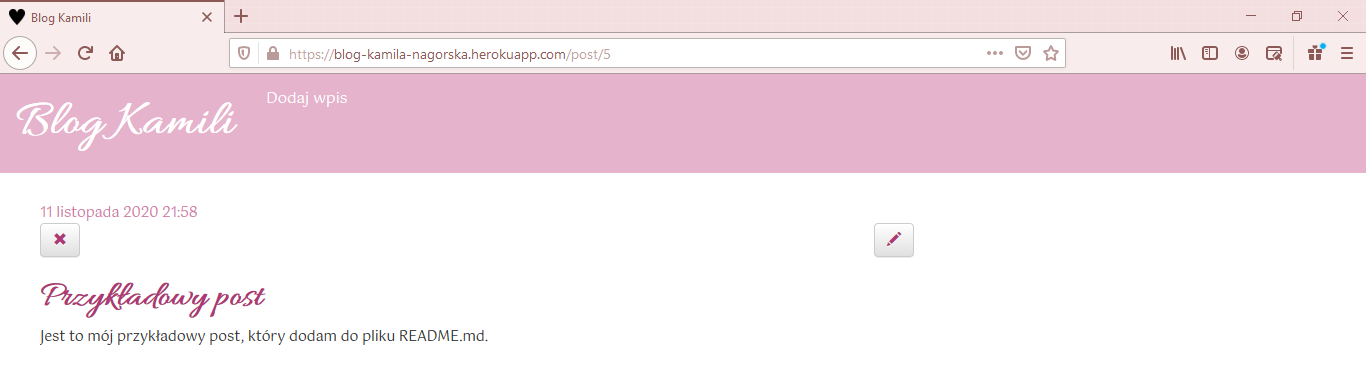 Blog Kamili
https://blog-kamila-nagorska.herokuapp.com/post/5
Blog Kamili
Dodaj wpis
11 listopada 2020 21:58
Przykładowy post
Jest to mój przykładowy post, który dodam do pliku README.md.